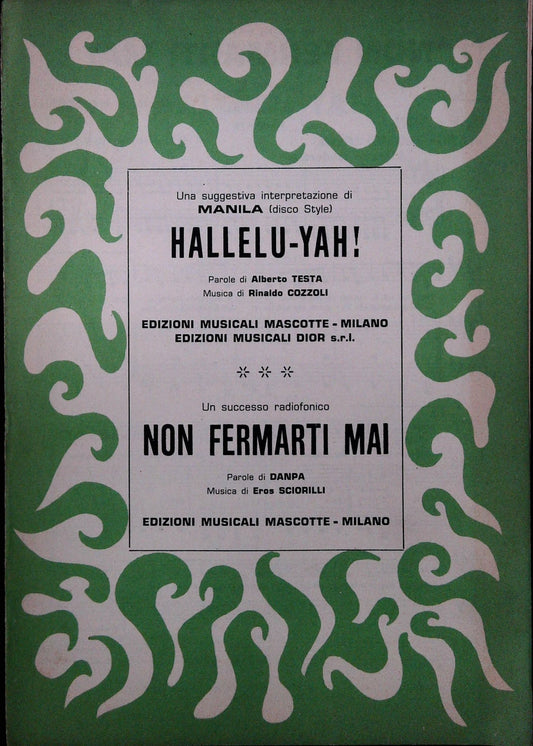 Una suggestiva interpretazione di
MANILA (disco Style)
HALLELU-YAH!
Parole di Alberto TESTA
Musica di Rinaldo COZZOLI
EDIZIONI MUSICALI MASCOTTE - MILANO
EDIZIONI MUSICALI DIOR s.r.l.
Un successo radiofonico
NON FERMARTI MAI
Parole di DANPA
Musica di Eros SCIORILLI
EDIZIONI MUSICALI MASCOTTE - MILANO